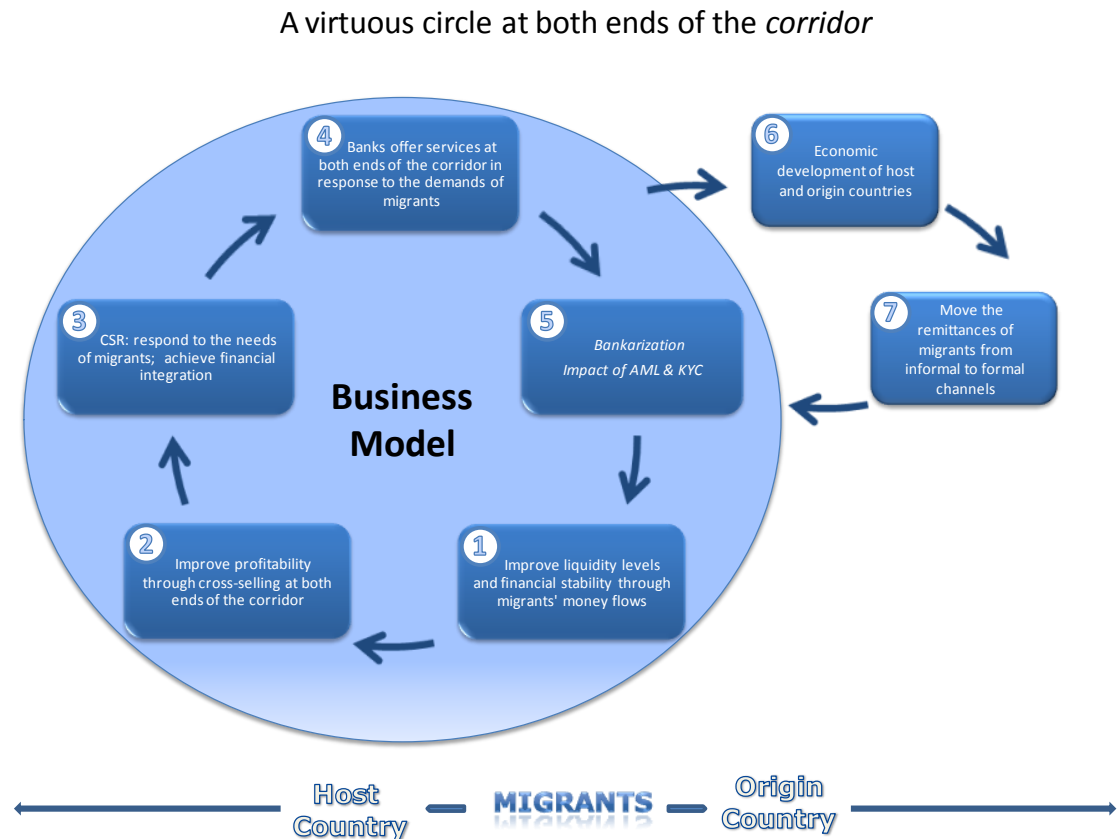 A virtuous circle at both ends of the corridor
4
Banks offer services at
both ends of the corridor in
response to the demands of
migrants
6
Economic
development of host
and origin countries
3
CSR: respond to the needs
of migrants; achieve financial
integration
5
Bankarization
Impact of AML & KYC
7
Move the
remittances of
migrants from
informal to formal
channels
Business
Model
2
Improve profitability
through cross-selling at both
ends of the corridor
1
Improve liquidity levels
and financial stability through
migrants' money flows
Host
Country
MIGRANTS
Origin
Country